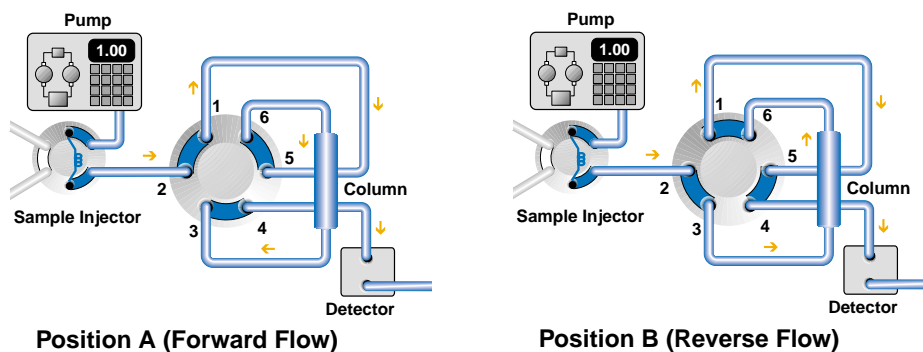 Pump
1.00
1
6
5
2
Column
3
4
Sample Injector
Detector
Position A (Forward Flow)
Pump
1.00
1
6
5
2
Column
3
4
Sample Injector
Detector
Position B (Reverse Flow)